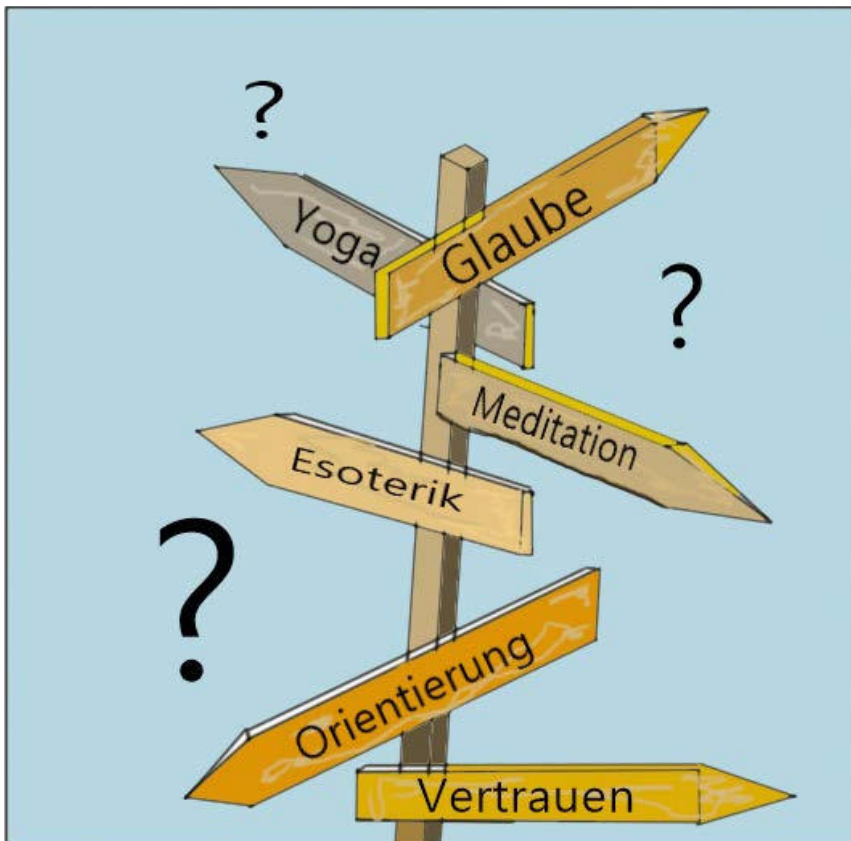 ?
Yoga
Glaube
?
Meditation
Esoterik
?
Orientierung
Vertrauen